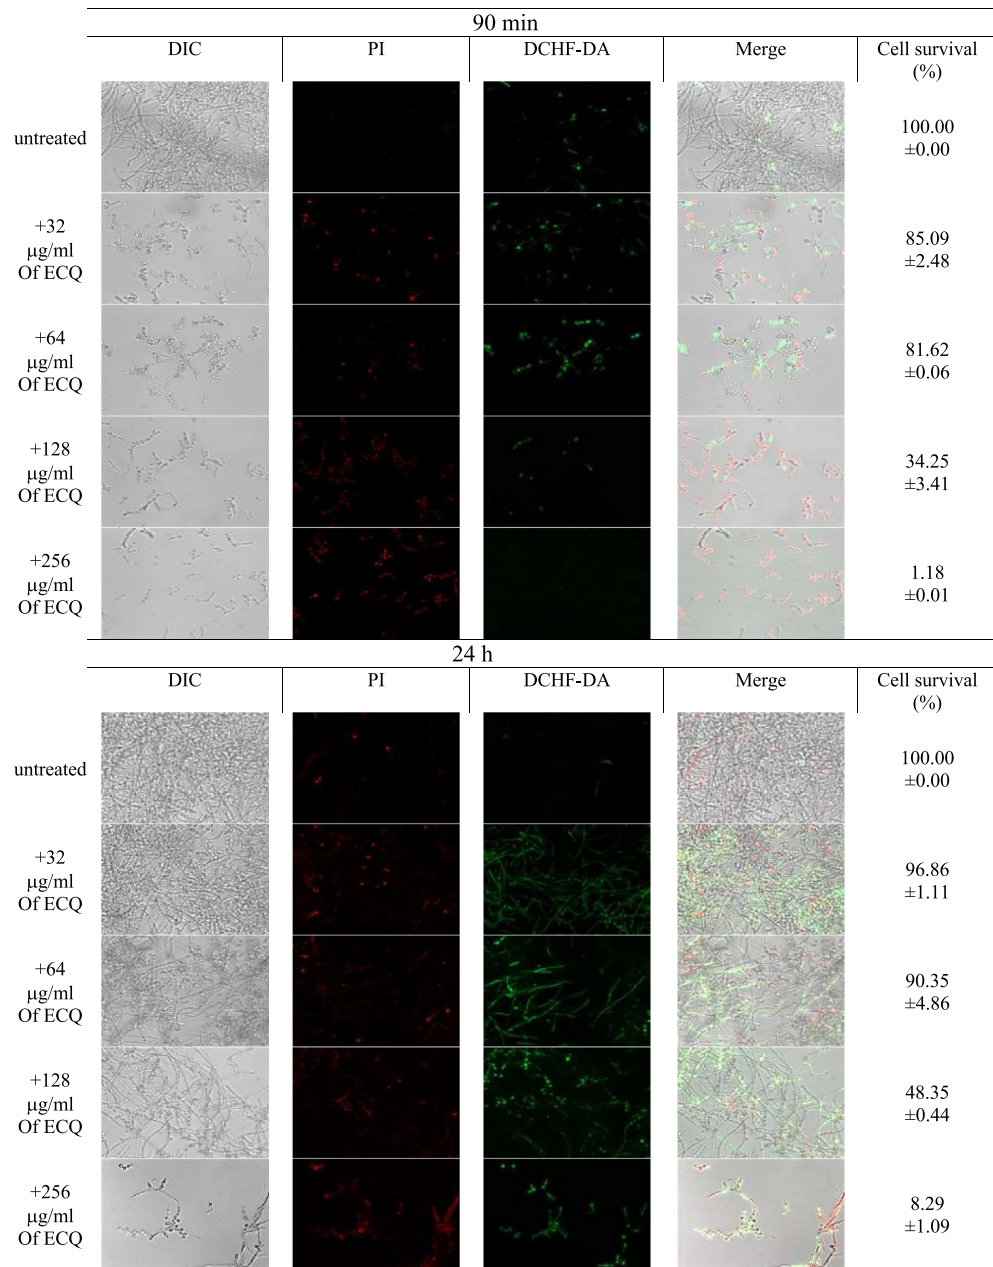 90 min
DIC PI DCHF-DA Merge Cell survival
(%)
untreated 100.00
±0.00
+32
µg/ml
Of ECQ
85.09
±2.48
+64
µg/ml
Of ECQ
81.62
±0.06
+128
µg/ml
Of ECQ
34.25
±3.41
+256
µg/ml
Of ECQ
1.18
±0.01
24 h
DIC PI DCHF-DA Merge Cell survival
(%)
untreated 100.00
±0.00
+32
µg/ml
Of ECQ
96.86
±1.11
+64
µg/ml
Of ECQ
90.35
±4.86
+128
µg/ml
Of ECQ
48.35
±0.44
+256
µg/ml
Of ECQ
8.29
±1.09